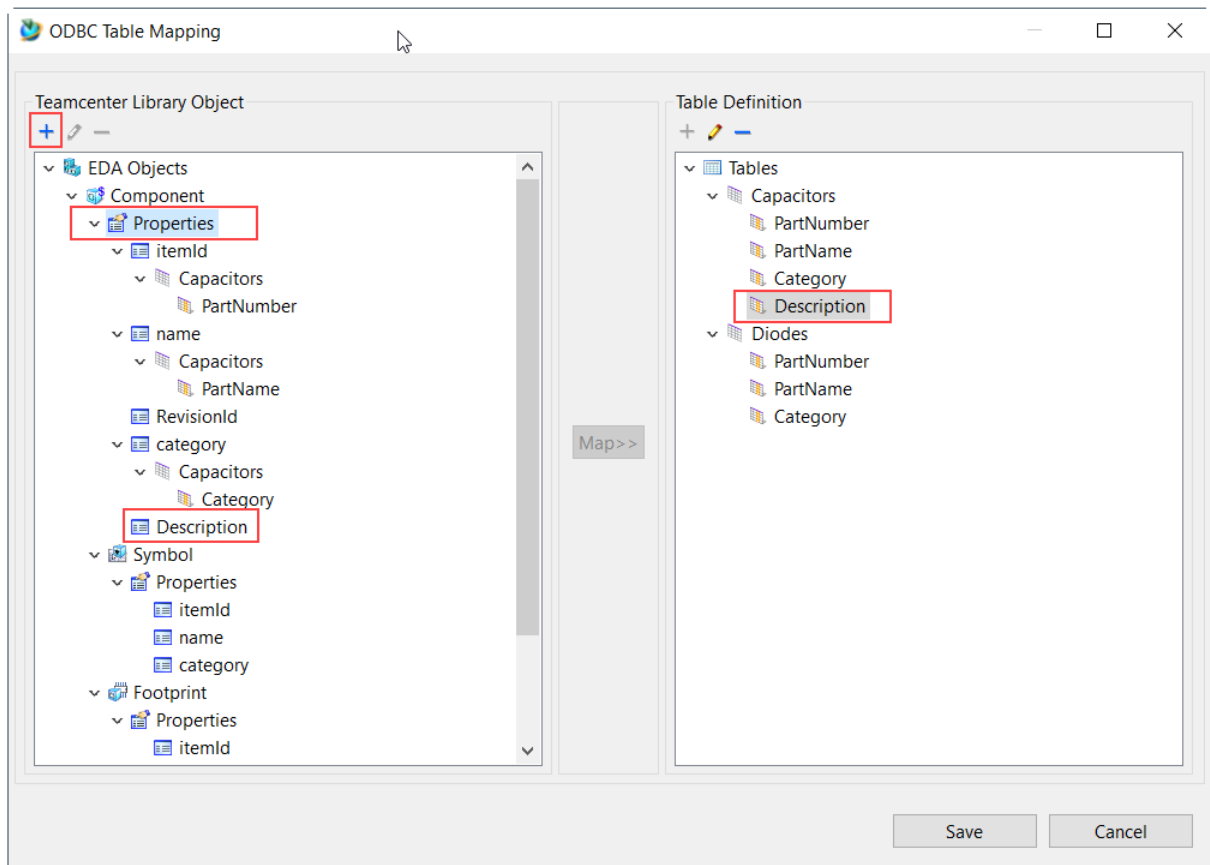 ODBC Table Mapping
Teamcenter Library Object
EDA Objects
Component
Properties
itemId
Capacitors
PartNumber
name
Capacitors
PartName
RevisionId
category
Capacitors
Category
Description
Symbol
Properties
itemId
name
category
Footprint
Properties
itemId
Map>>
Table Definition
Tables
Capacitors
PartNumber
PartName
Category
Description
Diodes
PartNumber
PartName
Category
Save
Cancel